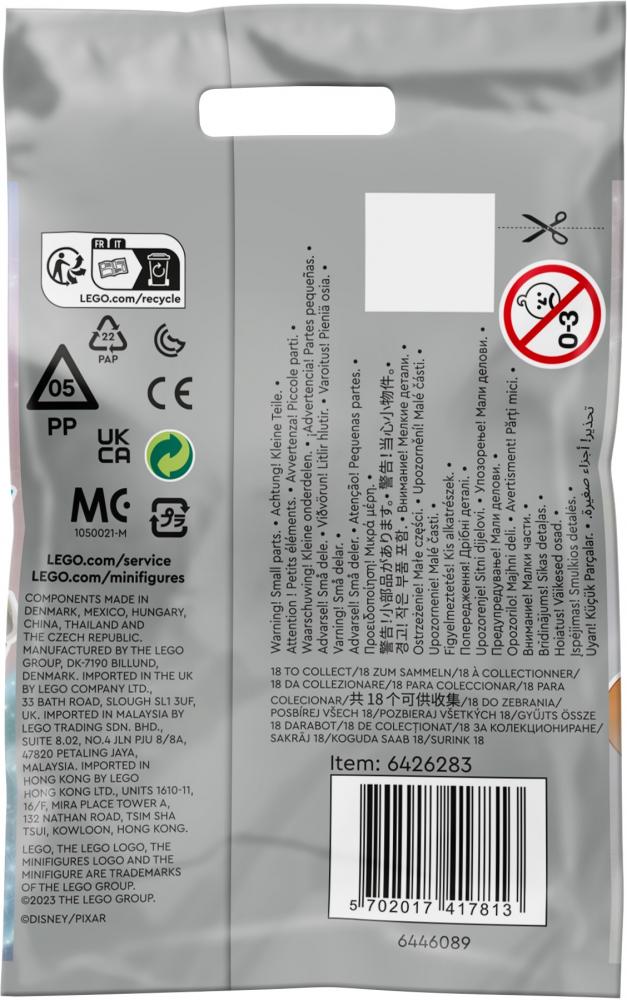 FR IT
LEGO.com/recycle
22
PAP
05
PP
CE
UK
CA
MC
1050021-M
プラ
LEGO.com/service
LEGO.com/minifigures
COMPONENTS MADE IN
DENMARK, MEXICO, HUNGARY,
CHINA, THAILAND AND
THE CZECH REPUBLIC.
MANUFACTURED BY THE LEGO
GROUP, DK-7190 BILLUND,
DENMARK. IMPORTED IN THE UK
BY LEGO COMPANY LTD.,
33 BATH ROAD, SLOUGH SL1 3UF,
UK. IMPORTED IN MALAYSIA BY
LEGO TRADING SDN. BHD.,
SUITE 8.02, NO.4 JLN PJU 8/8A,
47820 PETALING JAYA,
MALAYSIA. IMPORTED IN
HONG KONG BY LEGO
HONG KONG LTD., UNITS 1610-11,
16/F, MIRA PLACE TOWER A,
132 NATHAN ROAD, TSIM SHA
TSUI, KOWLOON, HONG KONG.
LEGO, THE LEGO LOGO, THE
MINIFIGURES LOGO AND THE
MINIFIGURE ARE TRADEMARKS
OF THE LEGO GROUP.
©2023 THE LEGO GROUP.
©DISNEY/PIXAR
0-3
Warning! Small parts. • Achtung! Kleine Teile. •
Attention ! Petits éléments. • Avvertenza! Piccole parti. •
Waarschuwing! Kleine onderdelen. • ¡Advertencia! Partes pequeñas. •
Advarsel! Små dele. • Viðvörun! Litlir hlutir. • Varoitus! Pieniä osia. •
Varning! Små delar. •
Advarsel! Små deler. • Atenção! Pequenas partes. •
Προειδοποίηση! Μικρά μέρη. •
警告!小部品があります。• 警告!当心小物件。•
경고! 작은 부품 포함. • Внимание! Мелкие детали. •
Ostrzeżenie! Małe części. • Upozornění! Malé části. •
Upozornenie! Malé časti. •
Figyelmeztetés! Kis alkatrészek. •
Попередження! Дрібні деталі. •
Upozorenje! Sitni dijelovi. • Упозорење! Мали делови. •
Предупредување! Мали делови. •
Opozorilo! Majhni deli. • Avertisment! Părți mici. •
Внимание! Малки части. •
Brīdinājums! Sīkas detaļas. •
Hoiatus! Väikesed osad. •
Įspėjimas! Smulkios detalės. •
Uyarı! Küçük Parçalar. • تحذير! أجزاء صغيرة.
18 TO COLLECT/18 ZUM SAMMELN/18 À COLLECTIONNER/
18 DA COLLEZIONARE/18 PARA COLECCIONAR/18 PARA
COLECIONAR/共 18 个可供收集/18 DO ZEBRANIA/
POSBÍREJ VŠECH 18/POZBIERAJ VŠETKÝCH 18/GYŰJTS ÖSSZE
18 DARABOT/18 DE COLECȚIONAT/18 ЗА КОЛЕКЦИОНИРАНЕ/
SAKRĀJ 18/KOGUDA SAAB 18/SURINK 18
Item: 6426283
5 702017 417813
6446089